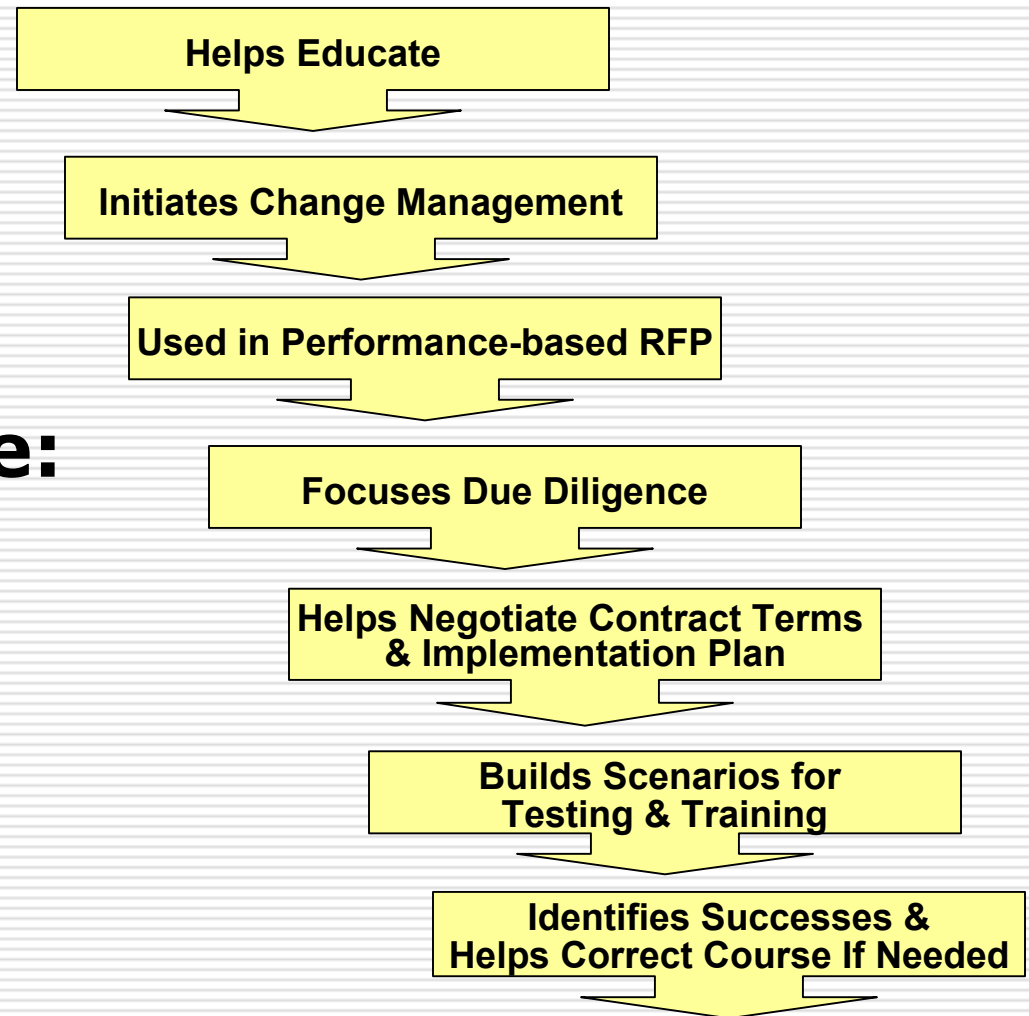 Helps Educate
Initiates Change Management
Used in Performance-based RFP
e:
Focuses Due Diligence
Helps Negotiate Contract Terms
& Implementation Plan
Builds Scenarios for
Testing & Training
Identifies Successes &
Helps Correct Course If Needed